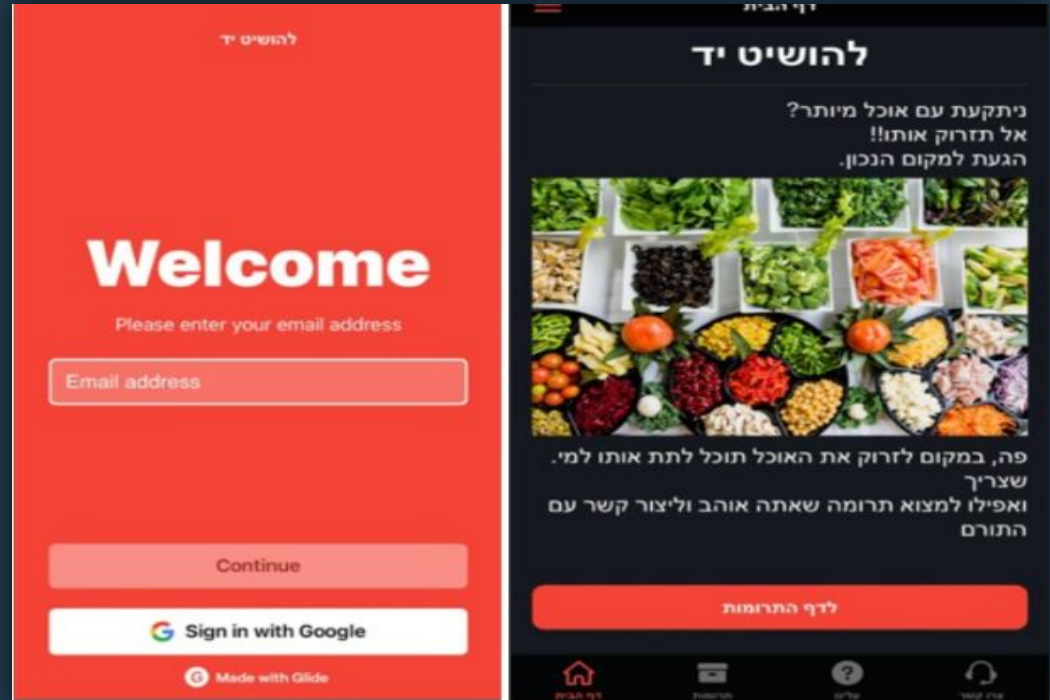 להושיט יד
Welcome
Please enter your email address
Email address
Continue
Sign in with Google
Made with Glide
דף הבית
להושיט יד
ניתקעת עם אוכל מיותר?
אל תזרוק אותו!!
הגעת למקום הנכון.
פה, במקום לזרוק את האוכל תוכל לתת אותו למי.
שצריך
ואפילו למצוא תרומה שאתה אוהב וליצור קשר עם
התורם
לדף התרומות
דף הבית
תרומות
עלינו
צרו קשר